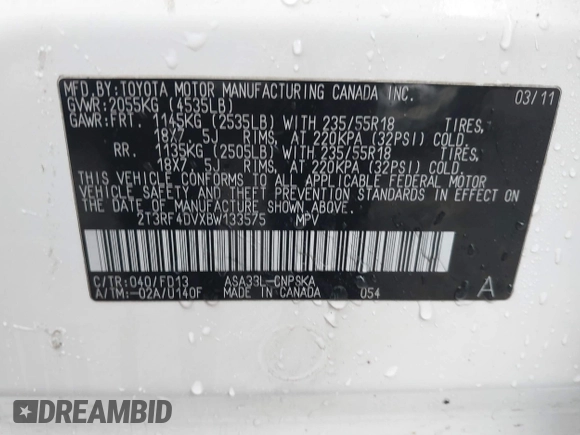 MFD.BY:TOYOTA MOTOR MANUFACTURING CANADA INC. 03/11
GVWR:2055KG (4535LB)
GAWR:FRT. 1145KG (2535LB) WITH 235/55R18 TIRES,
18X7.5J RIMS, AT 220KPA (32PSI) COLD.
RR. 1135KG (2505LB) WITH 235/55R18 TIRES,
18X7.5J RIMS, AT 220KPA (32PSI) COLD.
THIS VEHICLE CONFORMS TO ALL APPLICABLE FEDERAL MOTOR
VEHICLE SAFETY AND THEFT PREVENTION STANDARDS IN EFFECT ON
THE DATE OF MANUFACTURE SHOWN ABOVE.
2T3RF4DVXBW133575 MPV
C/TR:040/FD13 ASA33L-CNPSKA
A/TM:-02A/U140F MADE IN CANADA 054 A
DREAMBID